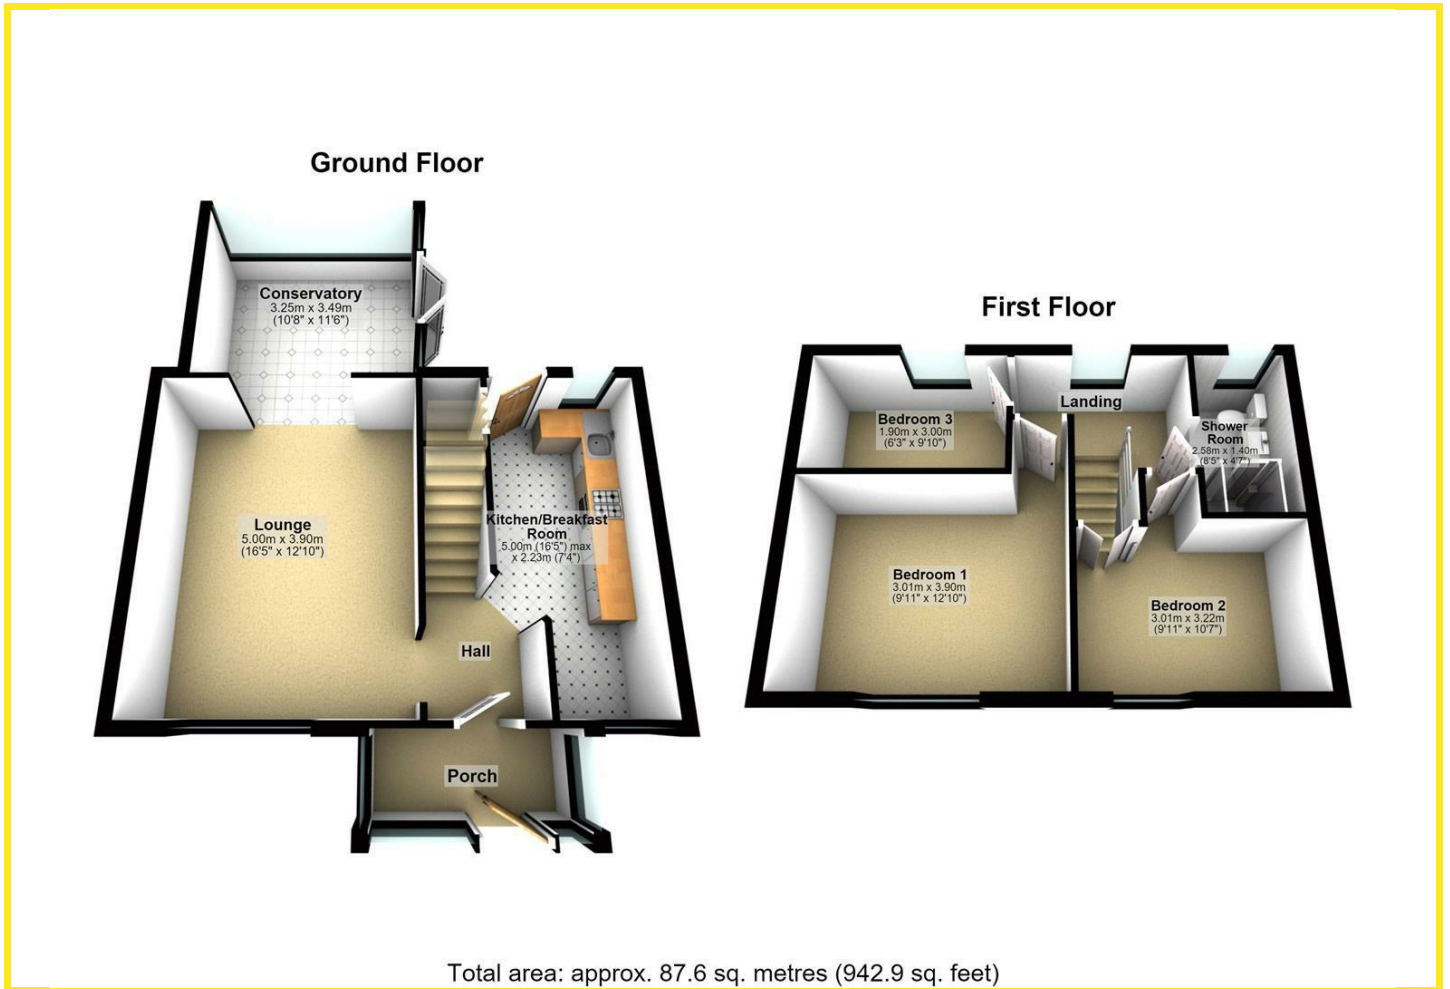 Ground Floor
Conservatory
3.25m x 3.49m
(10'8" x 11'6")
Lounge
5.00m x 3.90m
(16'5" x 12'10")
Kitchen/Breakfast
Room
5.00m (16'5") max
x 2.23m (7'4")
Hall
Porch
First Floor
Landing
Bedroom 3
1.90m x 3.00m
(6'3" x 9'10")
Shower
Room
2.58m x 1.40m
(8'5" x 4'7")
Bedroom 1
3.01m x 3.90m
(9'11" x 12'10")
Bedroom 2
3.01m x 3.22m
(9'11" x 10'7")
Total area: approx. 87.6 sq. metres (942.9 sq. feet)